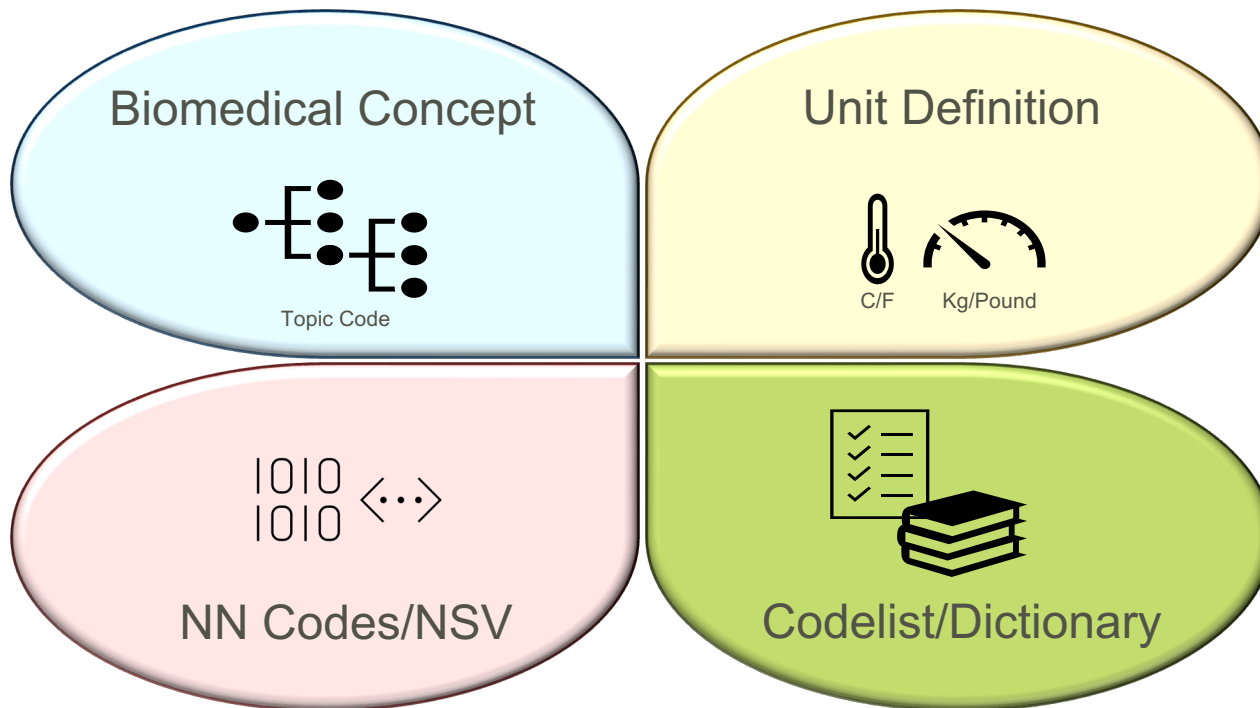 Biomedical Concept
Topic Code
Unit Definition
C/F
Kg/Pound
1010
1010
NN Codes/NSV
Codelist/Dictionary